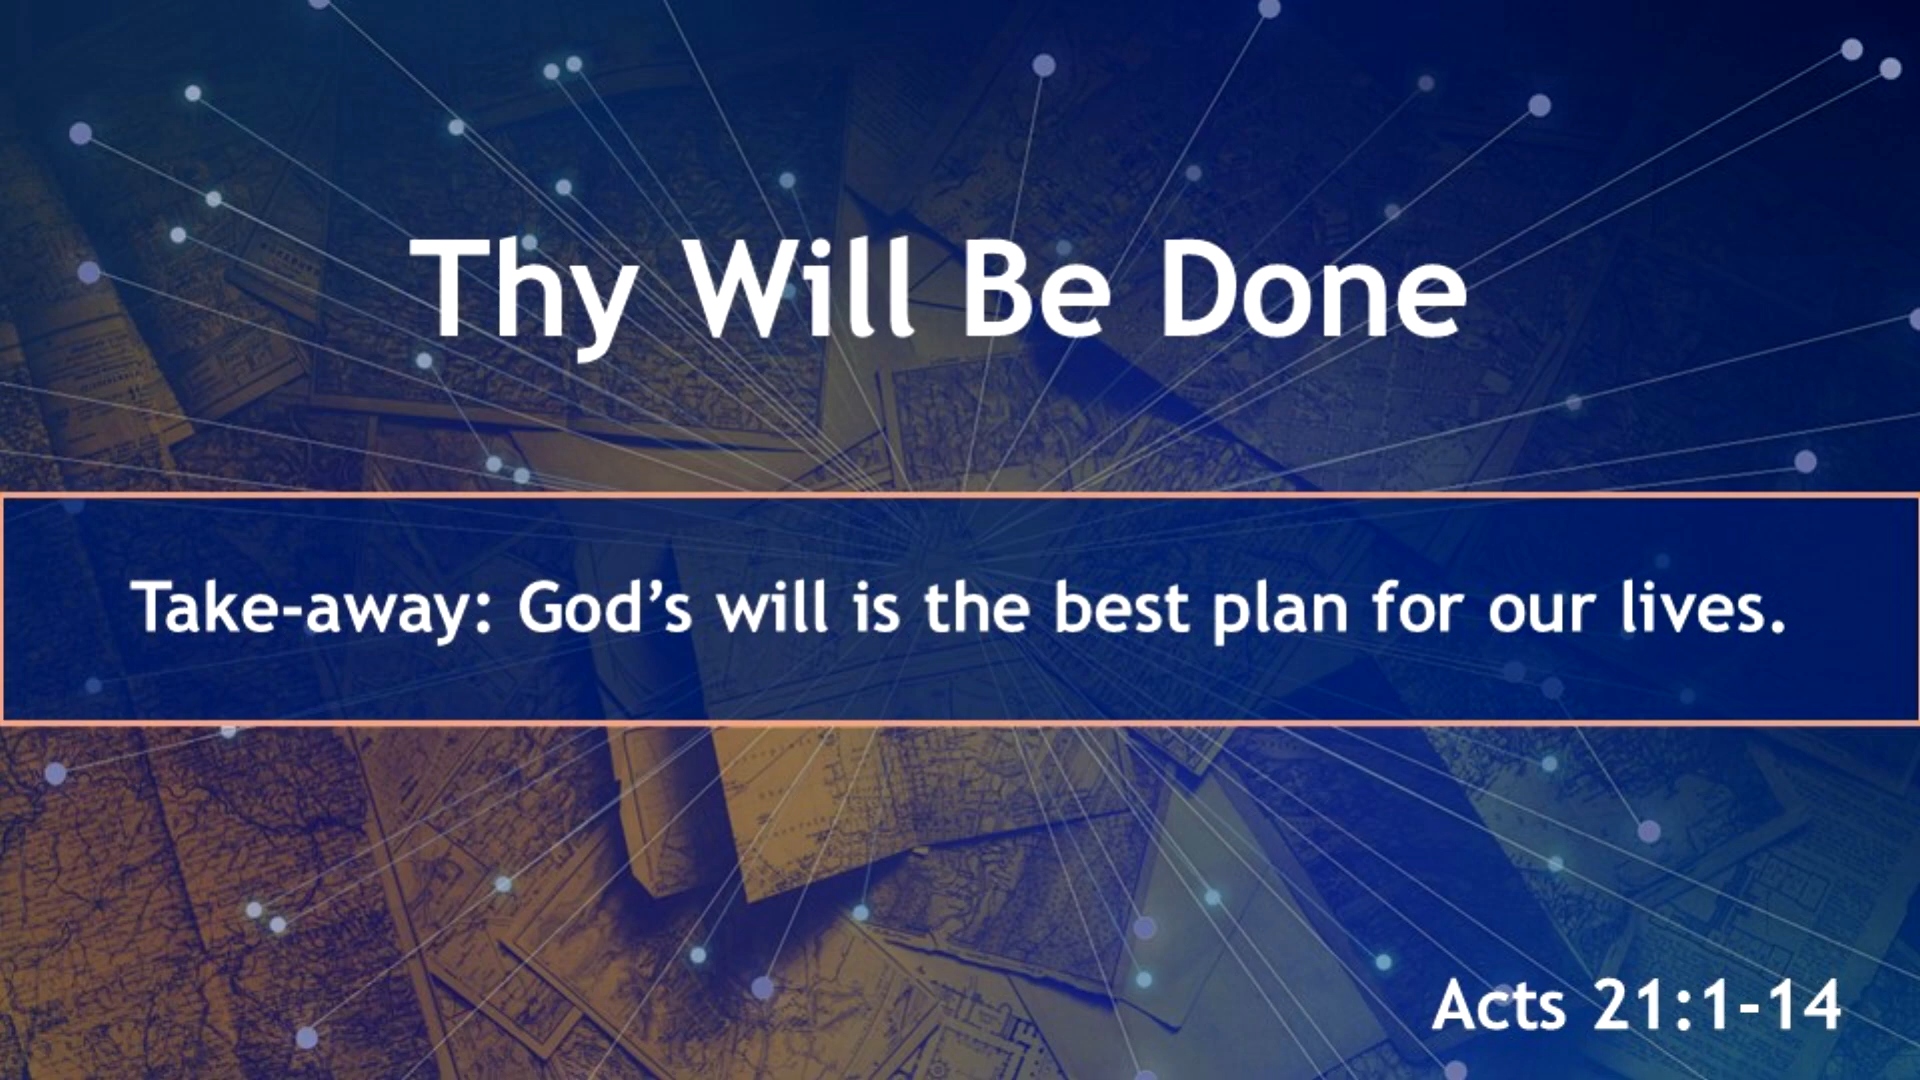 Thy Will Be Done
Take-away: God’s will is the best plan for our lives.
Acts 21:1-14